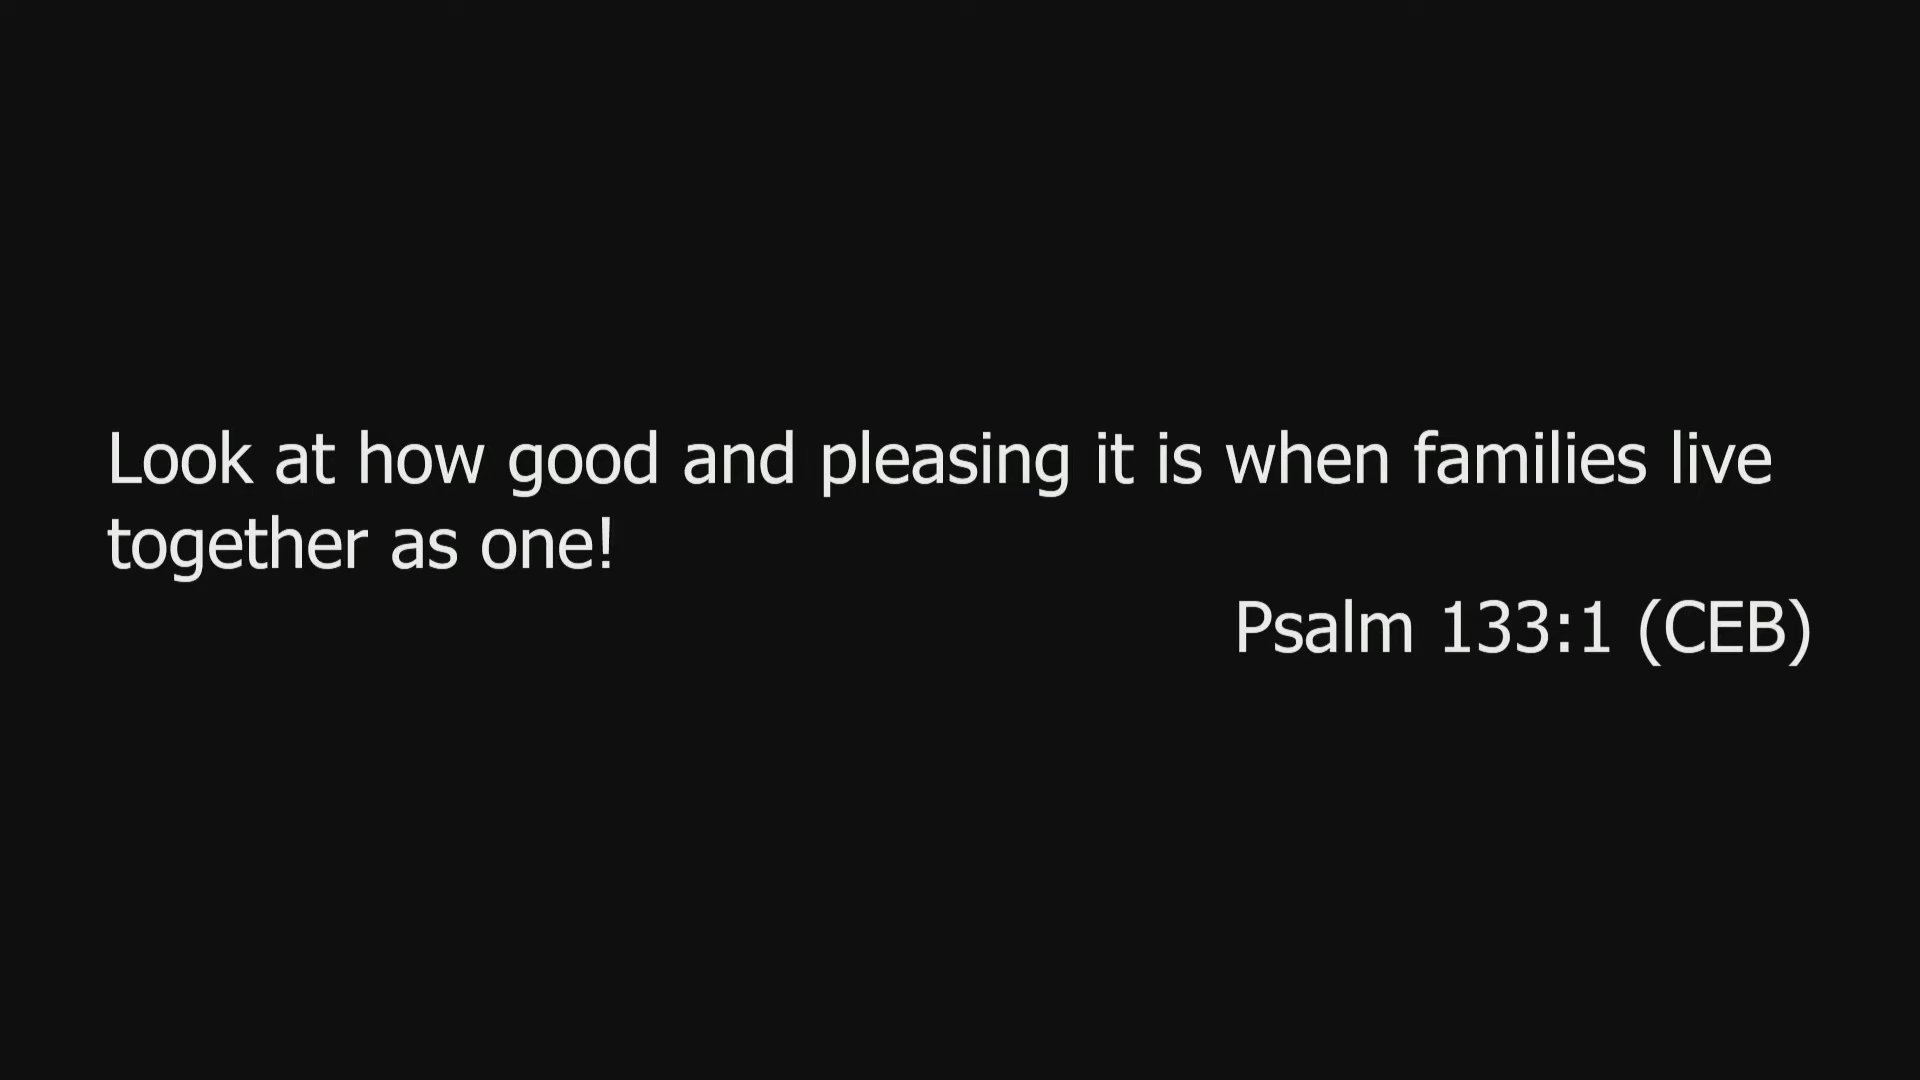 Look at how good and pleasing it is when families live
together as one!
Psalm 133:1 (CEB)